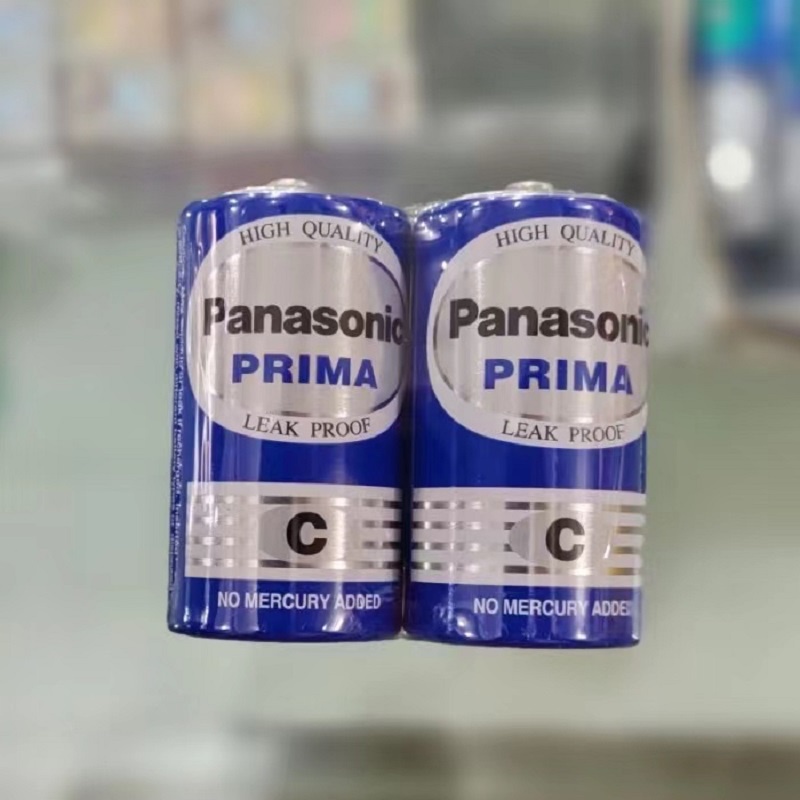 HIGH QUALITY
Panasonic
PRIMA
LEAK PROOF
C
NO MERCURY ADDED
HIGH QUALITY
Panasonic
PRIMA
LEAK PROOF
C
NO MERCURY ADDED